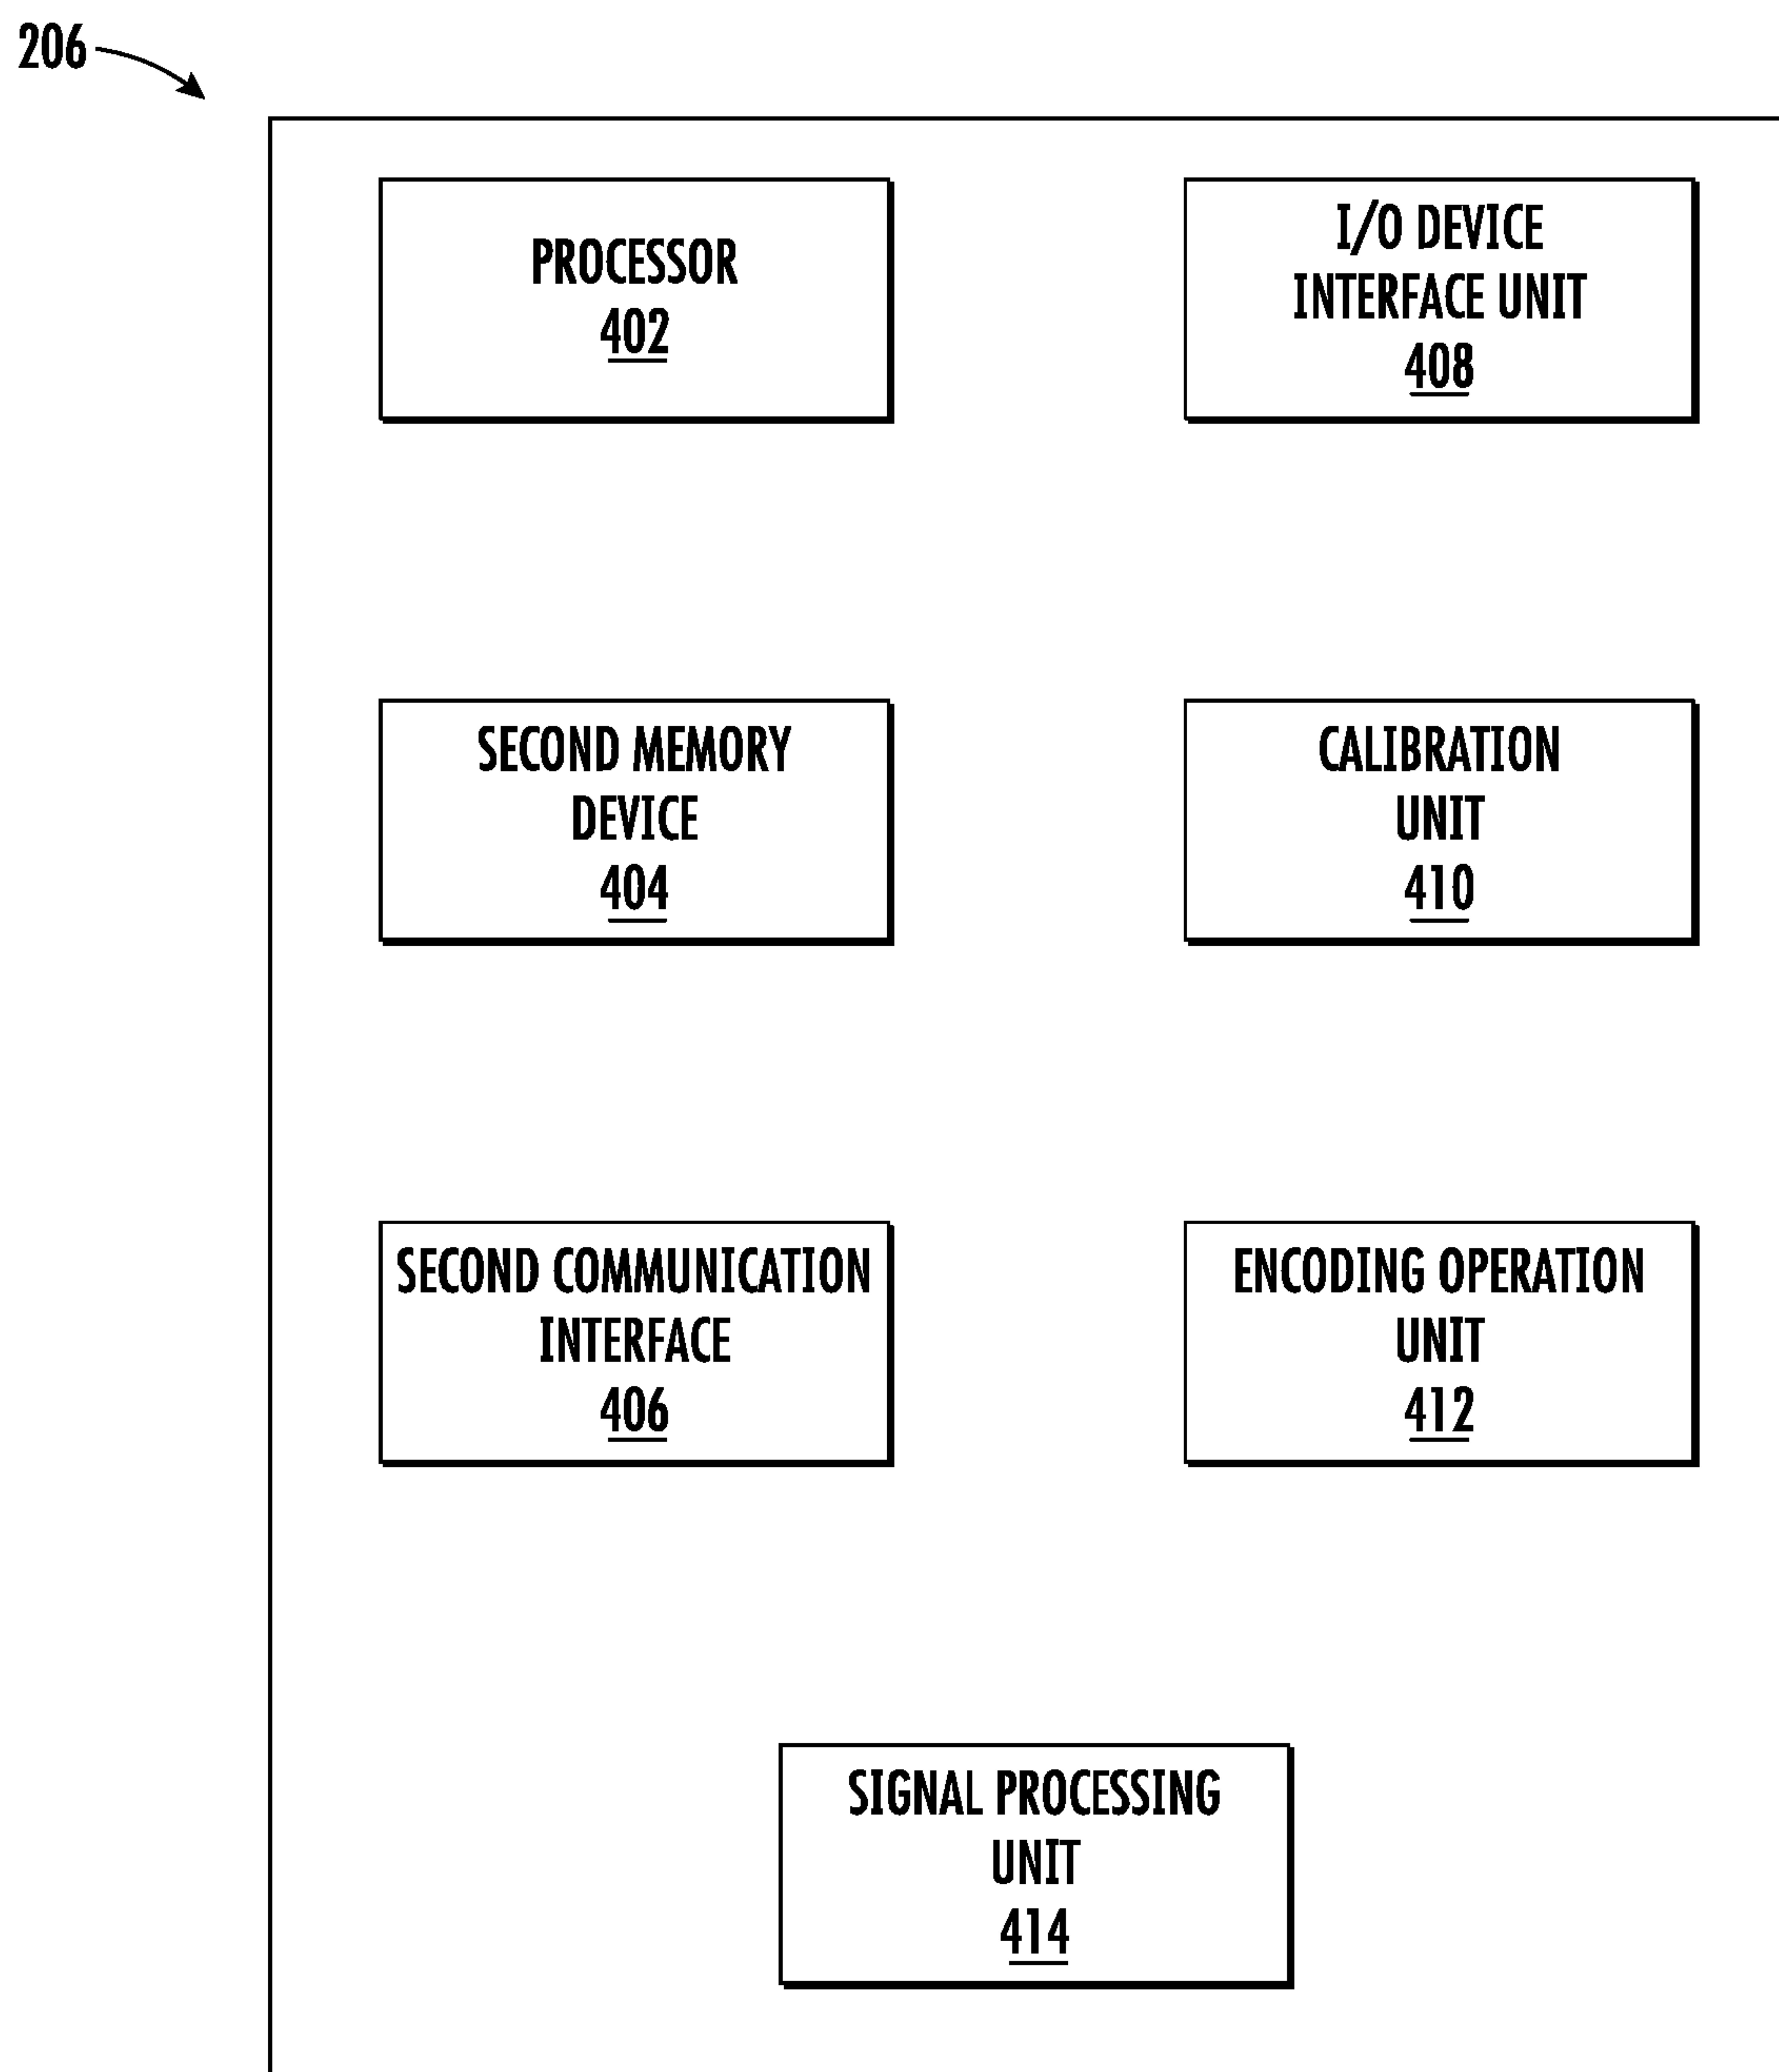 206
PROCESSOR
402
I/O DEVICE
INTERFACE UNIT
408
SECOND MEMORY
DEVICE
404
CALIBRATION
UNIT
410
SECOND COMMUNICATION
INTERFACE
406
ENCODING OPERATION
UNIT
412
SIGNAL PROCESSING
UNIT
414